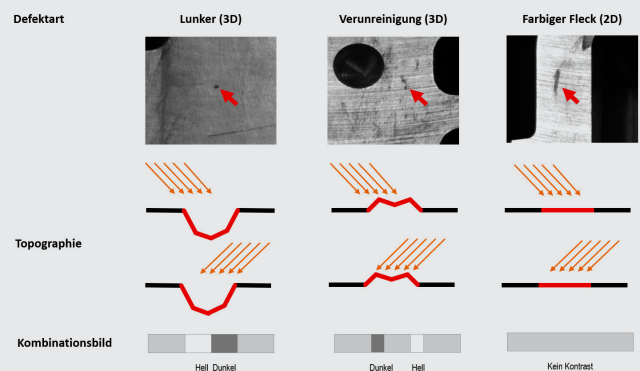 Defektart
Lunker (3D)
Verunreinigung (3D)
Farbiger Fleck (2D)
Topographie
Kombinationsbild
Hell Dunkel
Dunkel Hell
Kein Kontrast